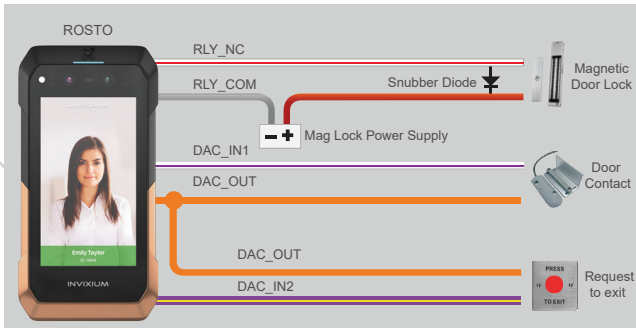 ROSTO
RLY_NC
RLY_COM
Snubber Diode
Magnetic
Door Lock
Mag Lock Power Supply
DAC_IN1
DAC_OUT
Door
Contact
Emily Taylor
INVIXIUM
DAC_OUT
DAC_IN2
PRESS
TO EXIT
Request
to exit